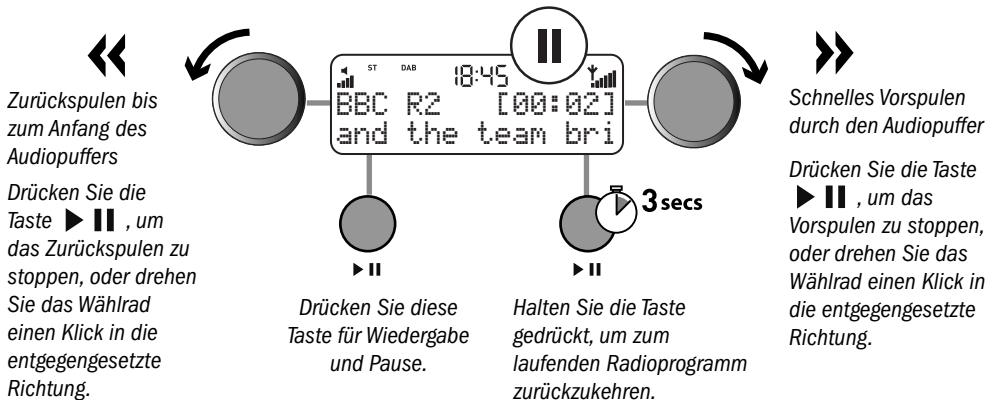 Zurückspulen bis
zum Anfang des
Audiopuffers
Drücken Sie die
Taste ▶ II , um
das Zurückspulen zu
stoppen, oder drehen
Sie das Wählrad
einen Klick in die
entgegengesetzte
Richtung.
ST DAB 18:45
BBC R2 [00:02]
and the team bri
3 secs
Drücken Sie diese
Taste für Wiedergabe
und Pause.
Halten Sie die Taste
gedrückt, um zum
laufenden Radioprogramm
zurückzukehren.
Schnelles Vorspulen
durch den Audiopuffer
Drücken Sie die Taste
▶ II , um das
Vorspulen zu stoppen,
oder drehen Sie das
Wählrad einen Klick in
die entgegengesetzte
Richtung.